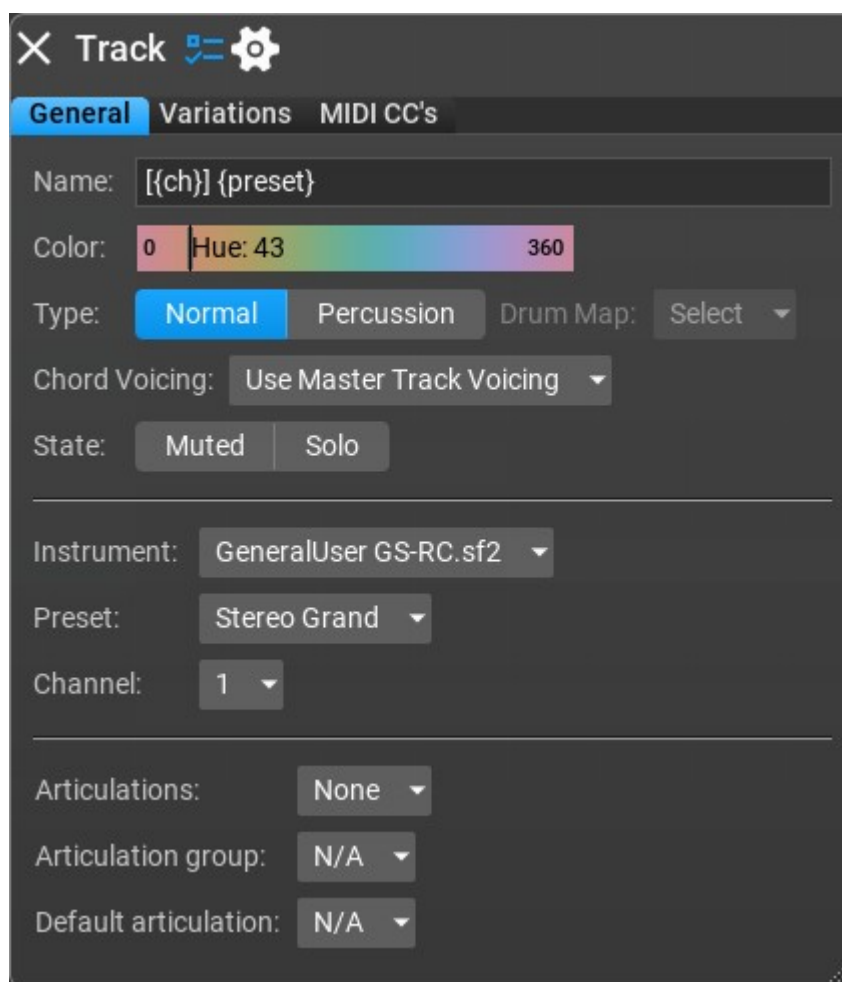 Track
General Variations MIDI CC's
Name: [{ch}] {preset}
Color: 0 Hue: 43 360
Type: Normal Percussion Drum Map: Select
Chord Voicing: Use Master Track Voicing
State: Muted Solo
Instrument: GeneralUser GS-RC.sf2
Preset: Stereo Grand
Channel: 1
Articulations: None
Articulation group: N/A
Default articulation: N/A